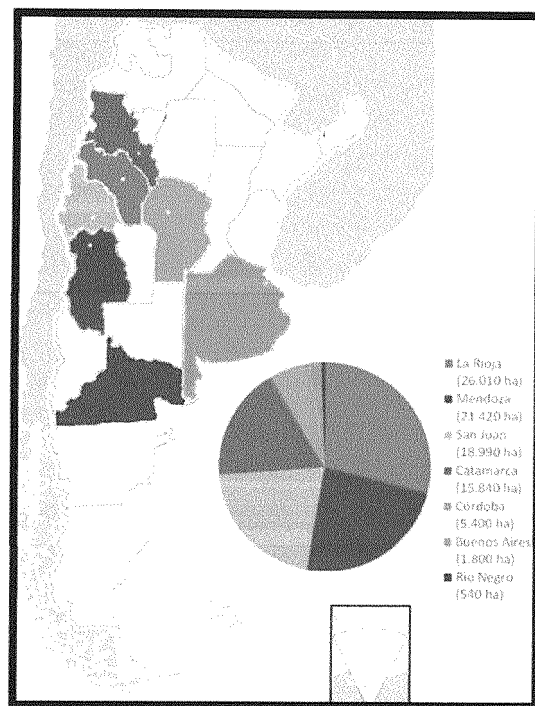 La Rioja
(26.010 ha)
Mendoza
(21.420 ha)
San Juan
(18.990 ha)
Catamarca
(15.840 ha)
Córdoba
(5.400 ha)
Buenos Aires
(1.800 ha)
Río Negro
(540 ha)